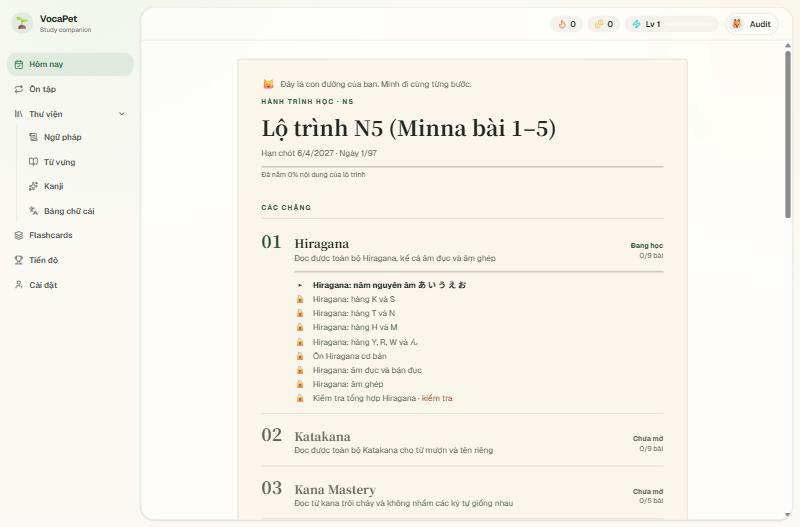 VocaPet
Study companion
Hôm nay
Ôn tập
Thư viện
Ngữ pháp
Từ vựng
Kanji
Bảng chữ cái
Flashcards
Tiến độ
Cài đặt
0
0
Lv 1
Audit
Đây là con đường của bạn. Mình đi cùng từng bước.
HÀNH TRÌNH HỌC · N5
Lộ trình N5 (Minna bài 1–5)
Hạn chót 6/4/2027 · Ngày 1/97
Đã nắm 0% nội dung của lộ trình
CÁC CHẶNG
01 Hiragana
Đang học
Đọc được toàn bộ Hiragana, kể cả âm đục và âm ghép
0/9 bài
Hiragana: năm nguyên âm あ い う え お
Hiragana: hàng K và S
Hiragana: hàng T và N
Hiragana: hàng H và M
Hiragana: hàng Y, R, W và ん
Ôn Hiragana cơ bản
Hiragana: âm đục và bán đục
Hiragana: âm ghép
Kiểm tra tổng hợp Hiragana · kiểm tra
02 Katakana
Chưa mở
Đọc được toàn bộ Katakana cho từ mượn và tên riêng
0/9 bài
03 Kana Mastery
Chưa mở
Đọc từ kana trôi chảy và không nhầm các ký tự giống nhau
0/5 bài